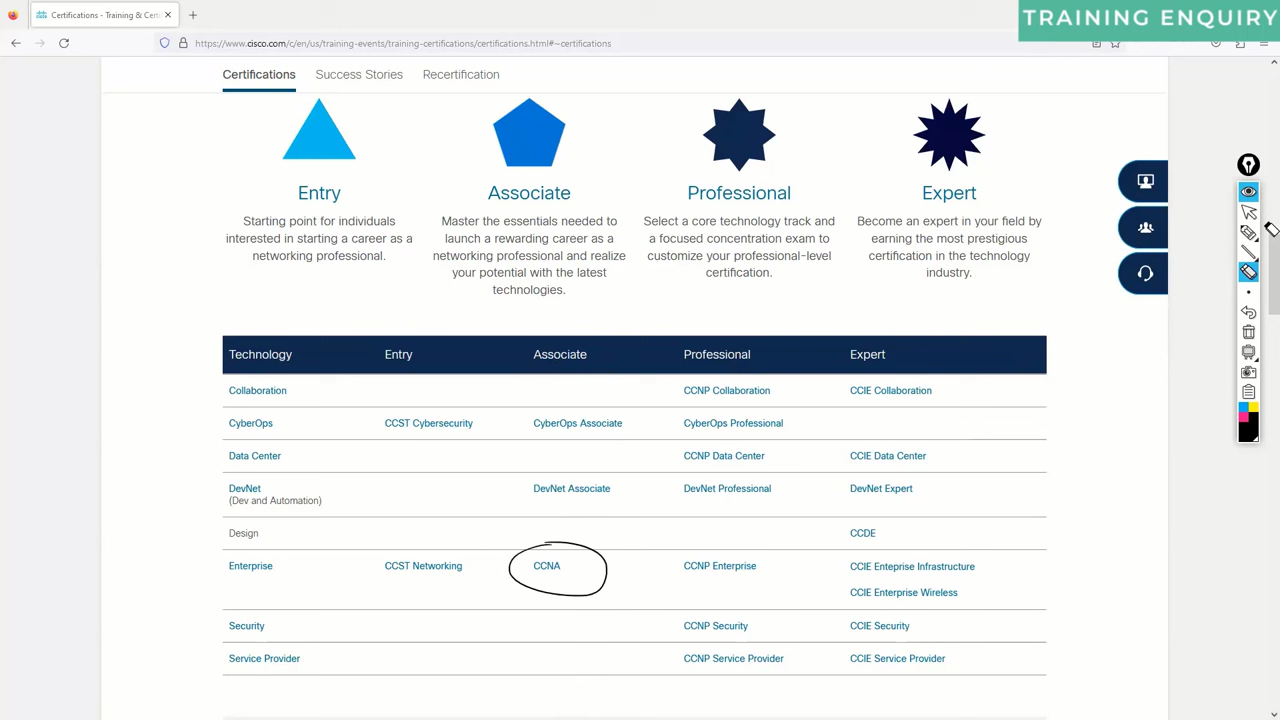 Certifications - Training & Cert
TRAINING ENQUIRY
https://www.cisco.com/c/en/us/training-events/training-certifications/certifications.html#~certifications
Certifications Success Stories Recertification
Entry Associate Professional Expert
Starting point for individuals
interested in starting a career as a
networking professional.
Master the essentials needed to
launch a rewarding career as a
networking professional and realize
your potential with the latest
technologies.
Select a core technology track and
a focused concentration exam to
customize your professional-level
certification.
Become an expert in your field by
earning the most prestigious
certification in the technology
industry.
Technology Entry Associate Professional Expert
Collaboration CCNP Collaboration CCIE Collaboration
CyberOps CCST Cybersecurity CyberOps Associate CyberOps Professional
Data Center CCNP Data Center CCIE Data Center
DevNet DevNet Associate DevNet Professional DevNet Expert
(Dev and Automation)
Design CCDE
Enterprise CCST Networking CCNA CCNP Enterprise CCIE Enteprise Infrastructure
CCIE Enterprise Wireless
Security CCNP Security CCIE Security
Service Provider CCNP Service Provider CCIE Service Provider